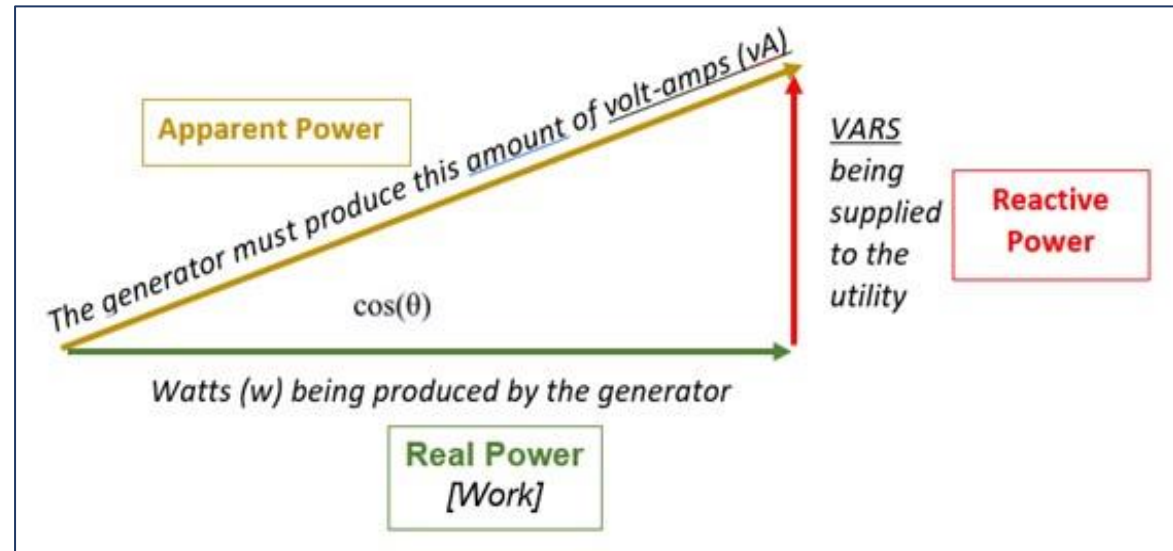 The generator must produce this amount of volt-amps (vA)
Apparent Power
VARS
being
supplied
to the
utility
Reactive
Power
cos(θ)
Watts (w) being produced by the generator
Real Power
[Work]